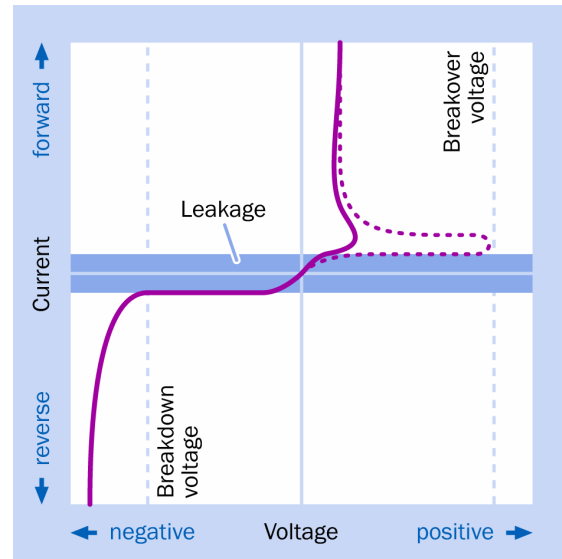 forward
Breakover
voltage
Leakage
Current
Breakdown
voltage
reverse
negative
Voltage
positive